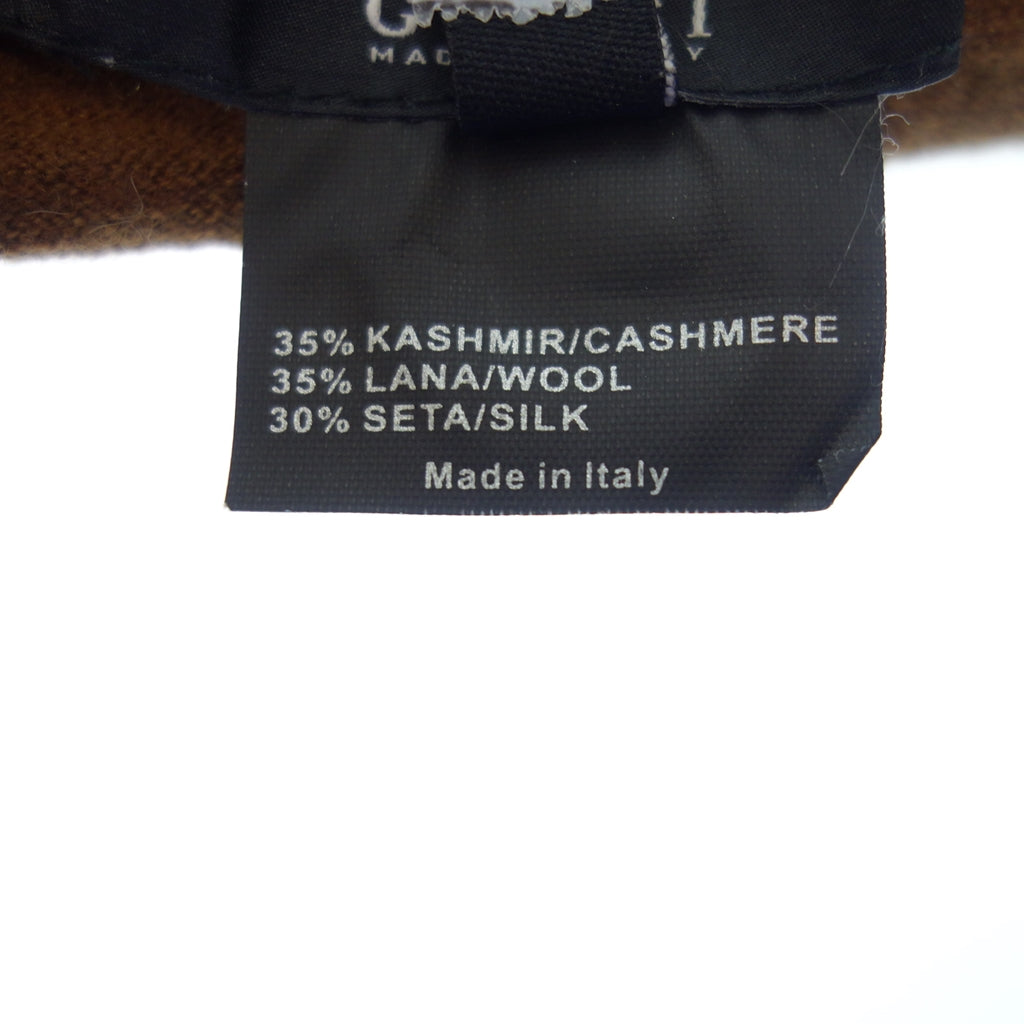 35% KASHMIR/CASHMERE
35% LANA/WOOL
30% SETA/SILK
Made in Italy